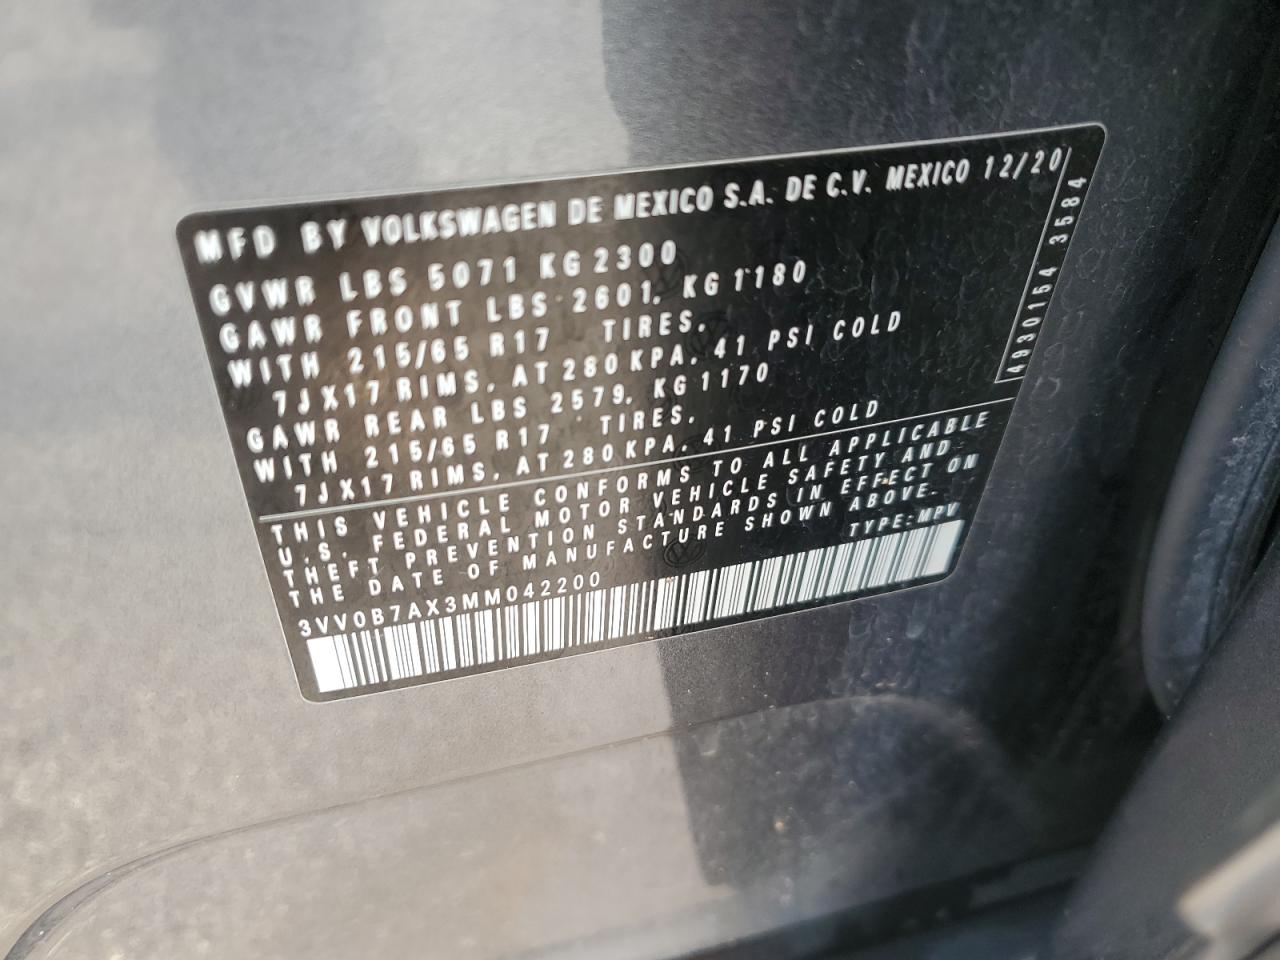 MFD BY VOLKSWAGEN DE MEXICO S.A. DE C.V. MEXICO 12/20
GVWR LBS 5071 KG 2300
GAWR FRONT LBS 2601. KG 1180
WITH 215/65 R17 TIRES.
7JX17 RIMS. AT 280 KPA. 41 PSI COLD
GAWR REAR LBS 2579. KG 1170
WITH 215/65 R17 TIRES.
7JX17 RIMS. AT 280 KPA. 41 PSI COLD
4930154 3584
THIS VEHICLE CONFORMS TO ALL APPLICABLE
U.S. FEDERAL MOTOR VEHICLE SAFETY AND
THEFT PREVENTION STANDARDS IN EFFECT ON
THE DATE OF MANUFACTURE SHOWN ABOVE.
TYPE: MPV
3VV0B7AX3MM042200